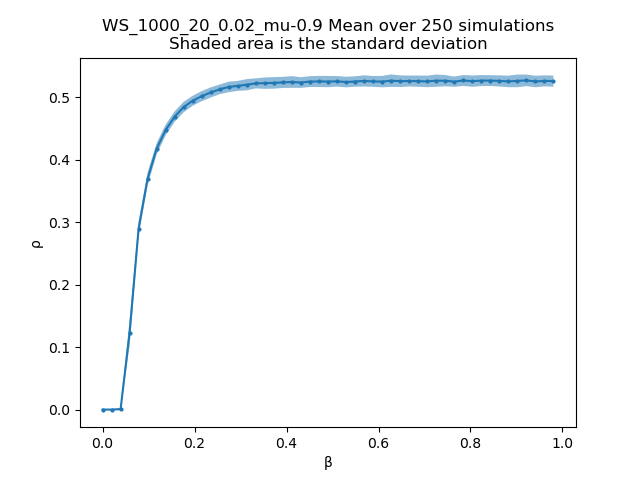 WS_1000_20_0.02_mu-0.9 Mean over 250 simulations
Shaded area is the standard deviation
0.5
0.4
0.3
0.2
0.1
0.0
ρ
0.0 0.2 0.4 0.6 0.8 1.0
β